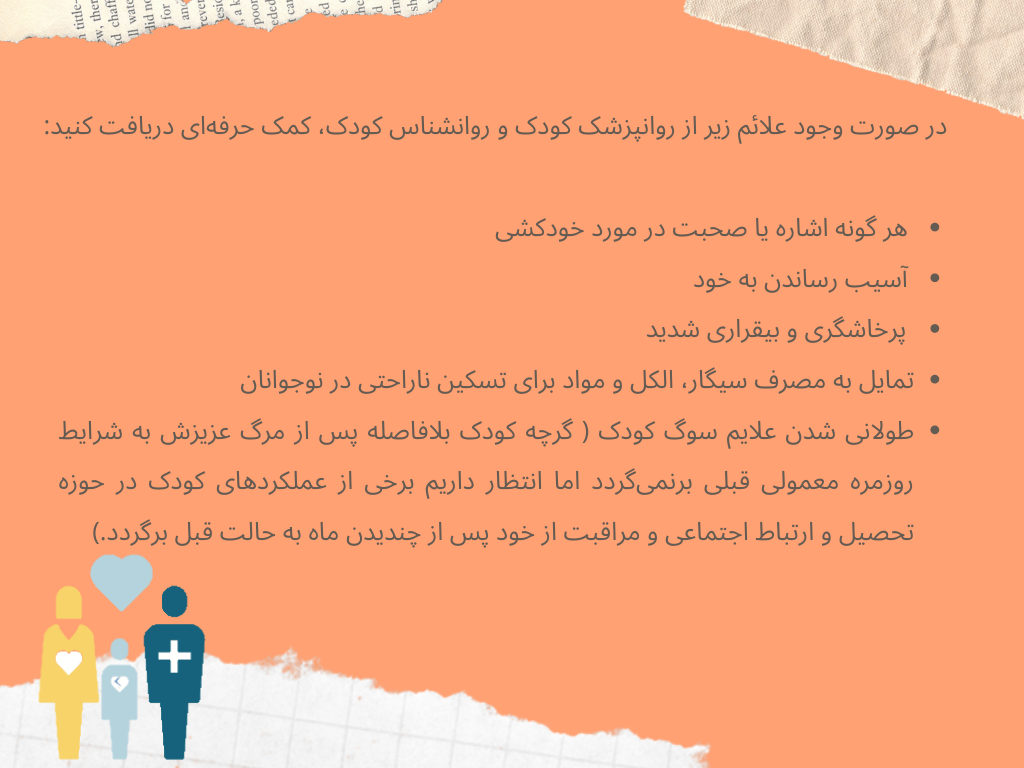 در صورت وجود علائم زیر از روانپزشک کودک و روانشناس کودک، کمک حرفه‌ای دریافت کنید:
• هر گونه اشاره یا صحبت در مورد خودکشی
• آسیب رساندن به خود
• پرخاشگری و بیقراری شدید
• تمایل به مصرف سیگار، الکل و مواد برای تسکین ناراحتی در نوجوانان
• طولانی شدن علایم سوگ کودک ( گرچه کودک بلافاصله پس از مرگ عزیزش به شرایط
روزمره معمولی قبلی برنمی‌گردد اما انتظار داریم برخی از عملکردهای کودک در حوزه
تحصیل و ارتباط اجتماعی و مراقبت از خود پس از چندیدن ماه به حالت قبل برگردد.)